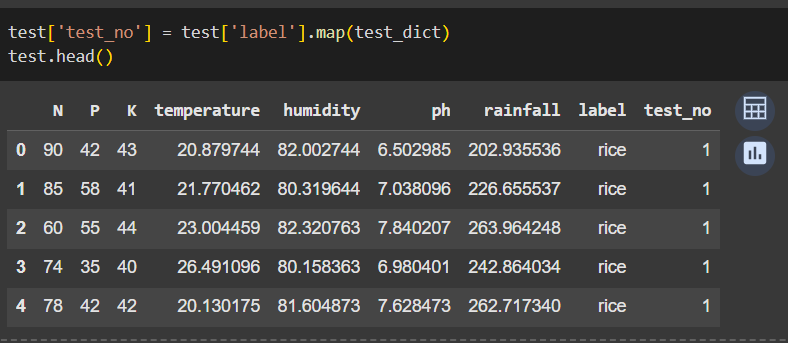 test['test_no'] = test['label'].map(test_dict)
test.head()
N P K temperature humidity ph rainfall label test_no
0 90 42 43 20.879744 82.002744 6.502985 202.935536 rice 1
1 85 58 41 21.770462 80.319644 7.038096 226.655537 rice 1
2 60 55 44 23.004459 82.320763 7.840207 263.964248 rice 1
3 74 35 40 26.491096 80.158363 6.980401 242.864034 rice 1
4 78 42 42 20.130175 81.604873 7.628473 262.717340 rice 1